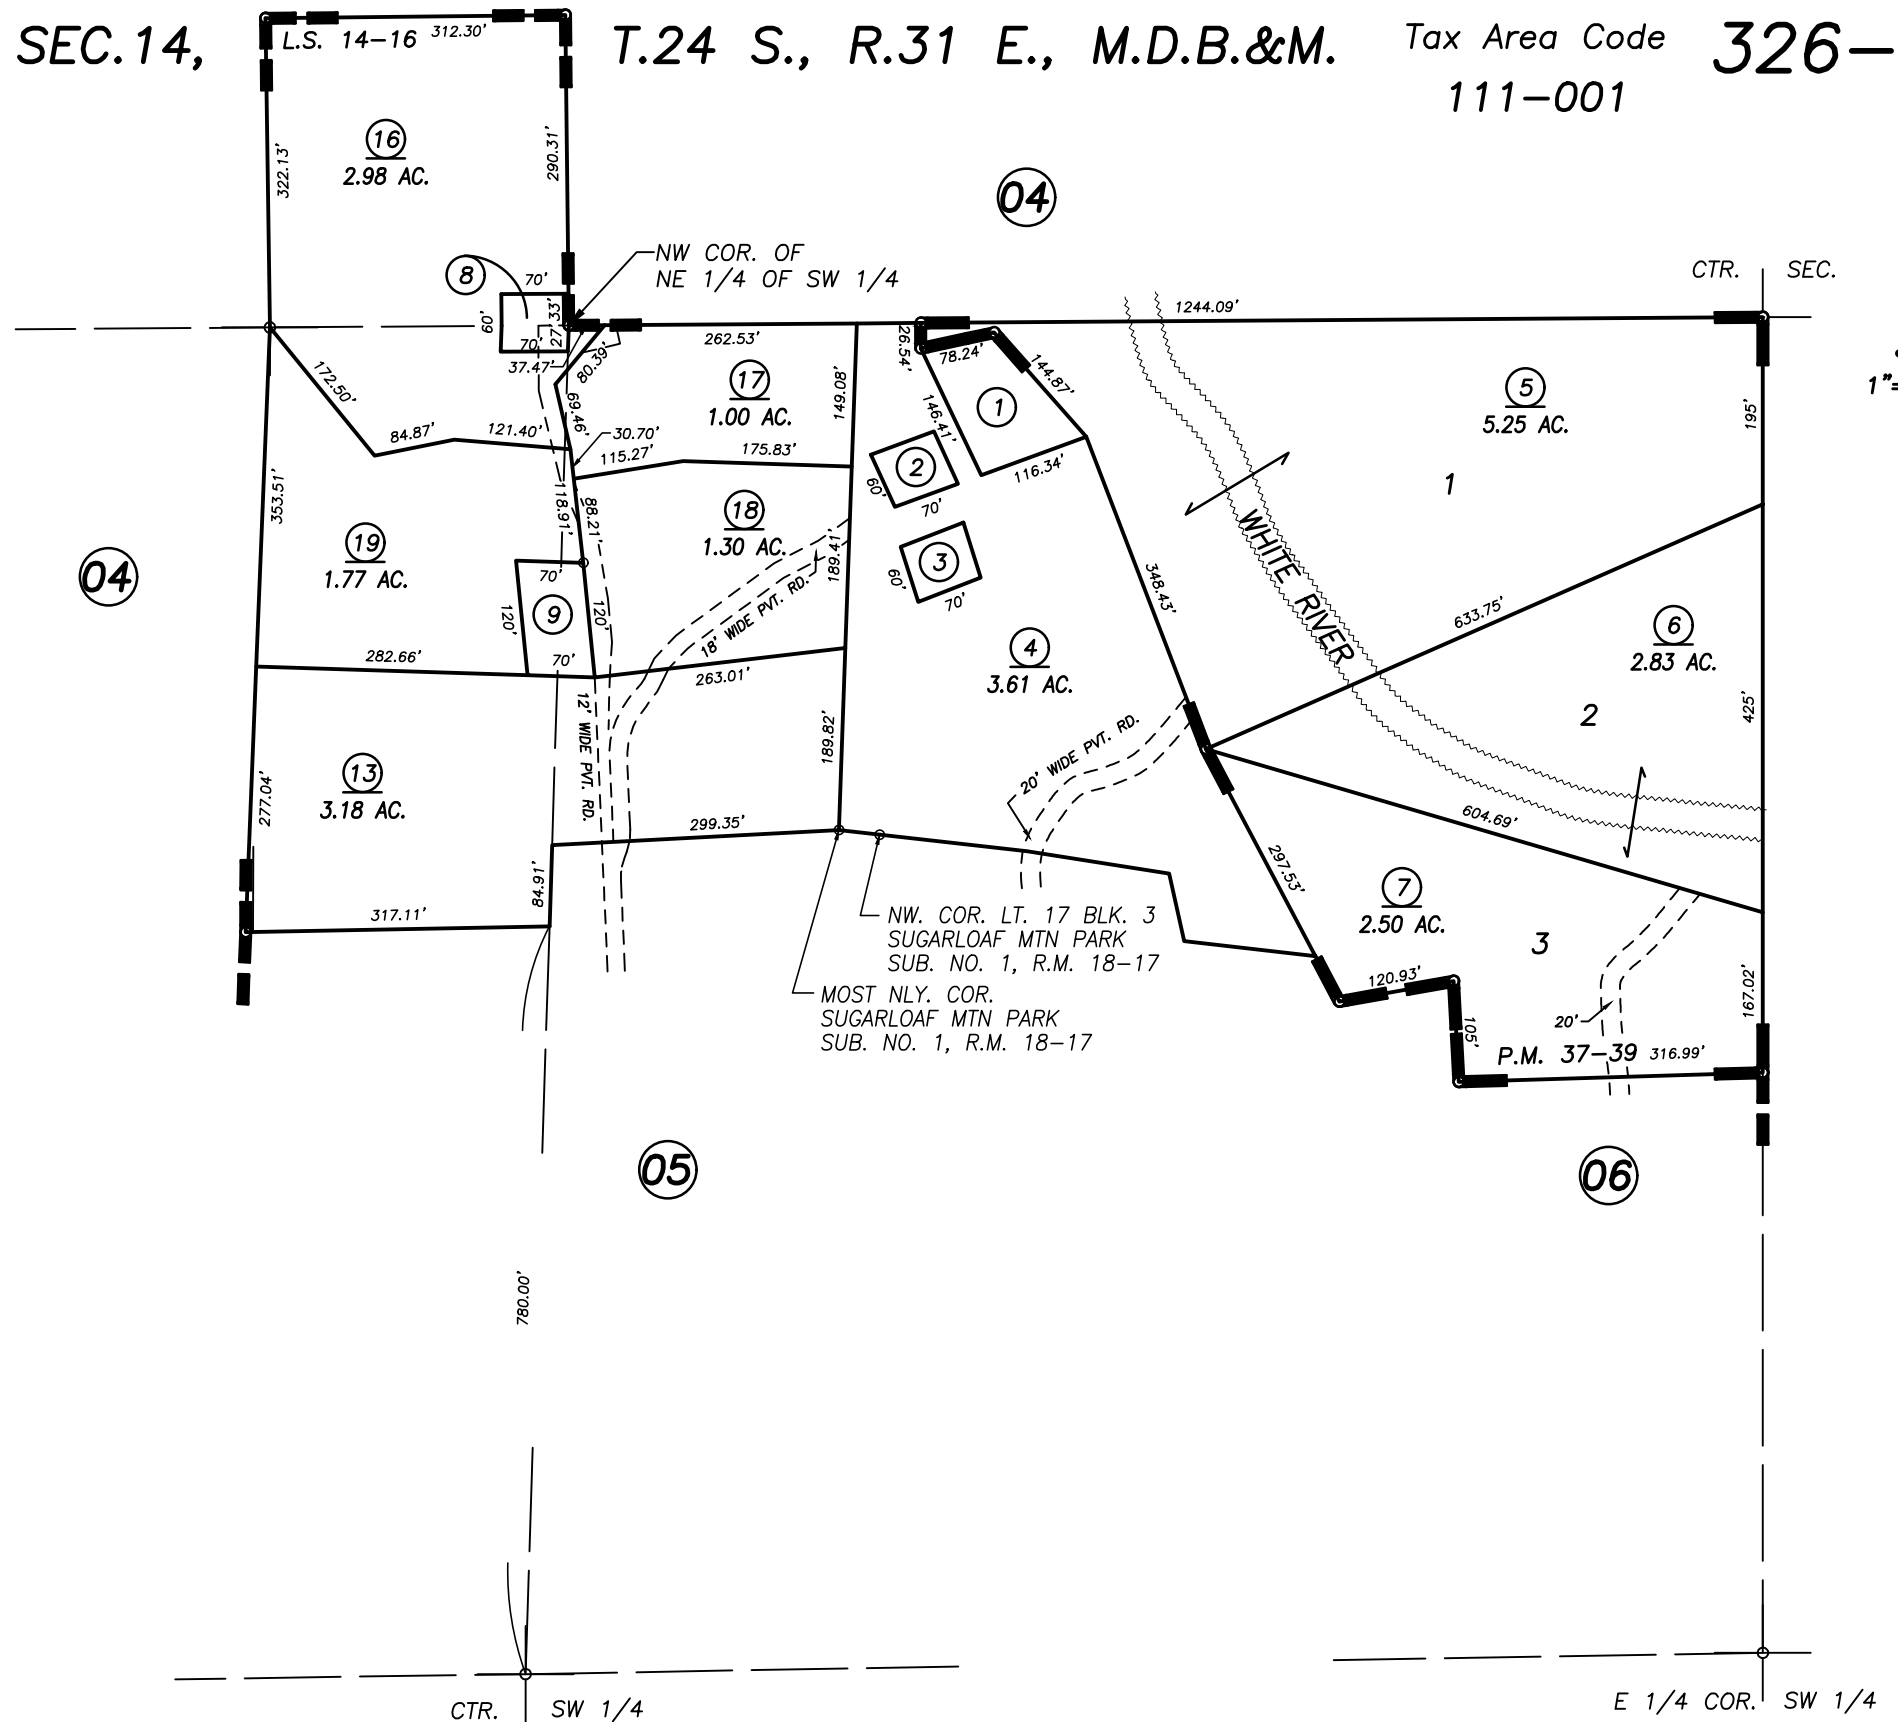 SEC.14, T.24 S., R.31 E., M.D.B.&M. Tax Area Code 326-
111-001
L.S. 14-16 312.30'
322.13'
290.31'
16
2.98 AC.
04
8
70'
60'
70'
27.33'
37.47'
80.39'
NW COR. OF
NE 1/4 OF SW 1/4
CTR. SEC.
1244.09'
262.53'
26.54'
78.24'
144.87'
1"=
172.50'
84.87'
121.40'
69.46'
30.70'
115.27'
175.83'
17
1.00 AC.
149.08'
146.41'
1
116.34'
2
60'
70'
3
60'
70'
5
5.25 AC.
1
195'
WHITE RIVER
353.51'
19
1.77 AC.
118.91'
88.21'
18
1.30 AC.
189.41'
18' WIDE PVT. RD.
04
70'
120'
9
120'
70'
282.66'
263.01'
12' WIDE PVT. RD.
189.82'
4
3.61 AC.
348.43'
633.75'
6
2.83 AC.
2
425'
20' WIDE PVT. RD.
277.04'
13
3.18 AC.
299.35'
84.91'
317.11'
604.69'
297.53'
7
2.50 AC.
3
NW. COR. LT. 17 BLK. 3
SUGARLOAF MTN PARK
SUB. NO. 1, R.M. 18-17
MOST NLY. COR.
SUGARLOAF MTN PARK
SUB. NO. 1, R.M. 18-17
120.93'
105'
20'
167.02'
P.M. 37-39 316.99'
05
06
780.00'
CTR. SW 1/4
E 1/4 COR. SW 1/4